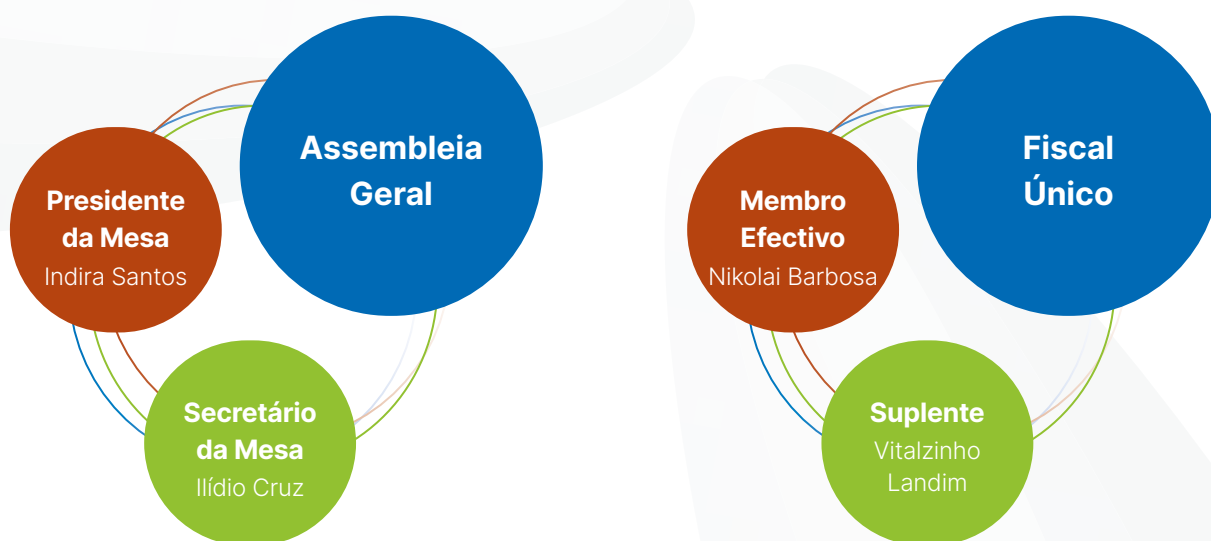 Assembleia
Geral
Presidente
da Mesa
Indira Santos
Secretário
da Mesa
Ilídio Cruz
Fiscal
Único
Membro
Efectivo
Nikolai Barbosa
Suplente
Vitalzinho
Landim